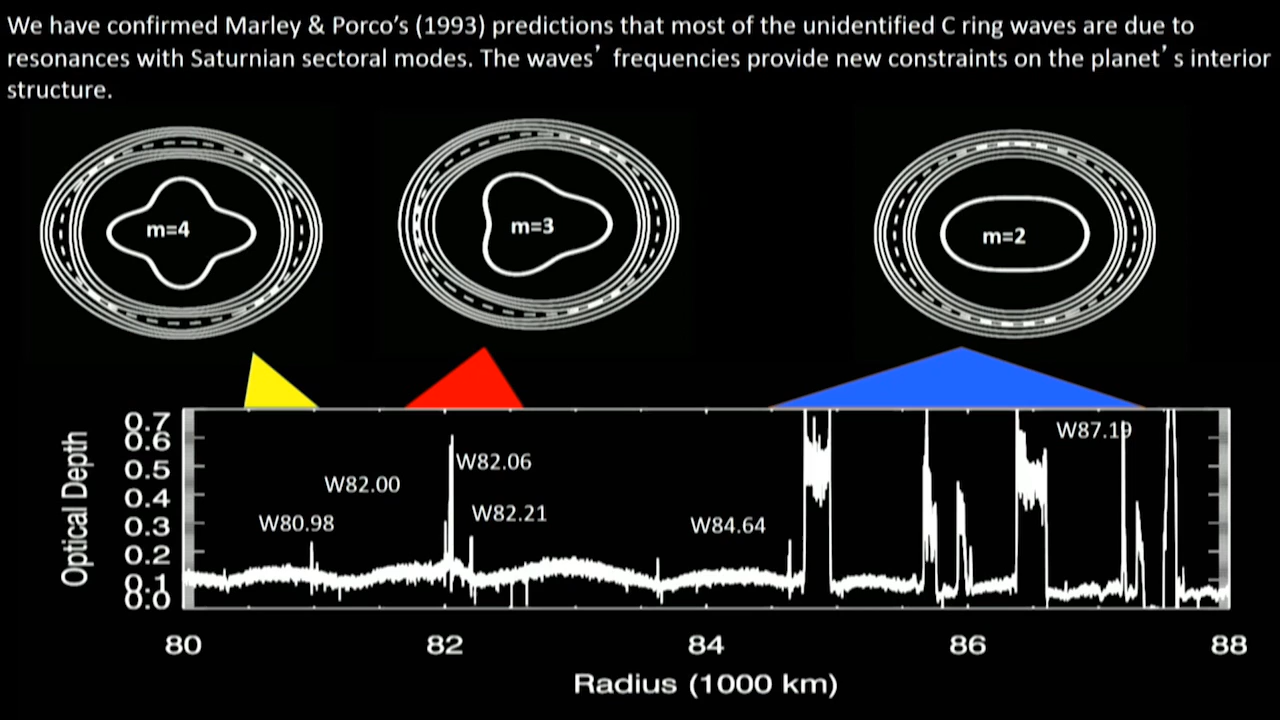 We have confirmed Marley & Porco’s (1993) predictions that most of the unidentified C ring waves are due to
resonances with Saturnian sectoral modes. The waves’ frequencies provide new constraints on the planet’s interior
structure.
m=4
m=3
m=2
Optical Depth
0.7
0.6
0.5
0.4
0.3
0.2
0.1
0.0
W80.98
W82.00
W82.06
W82.21
W84.64
W87.19
80
82
84
86
88
Radius (1000 km)